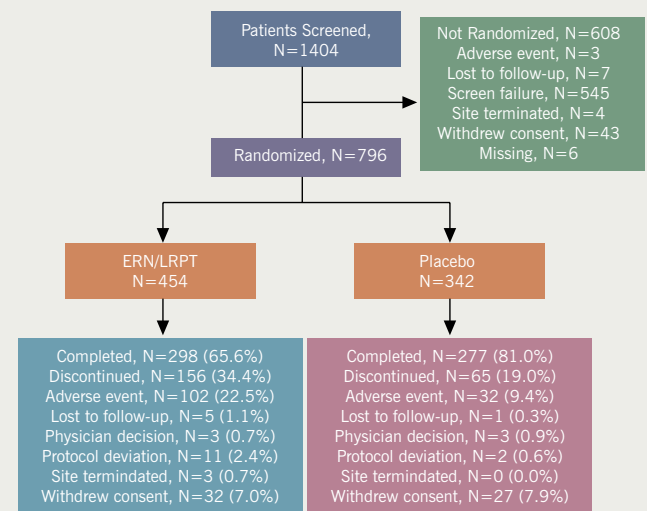 Patients Screened,
N=1404
Not Randomized, N=608
Adverse event, N=3
Lost to follow-up, N=7
Screen failure, N=545
Site terminated, N=4
Withdrew consent, N=43
Missing, N=6
Randomized, N=796
ERN/LRPT
N=454
Placebo
N=342
Completed, N=298 (65.6%)
Discontinued, N=156 (34.4%)
Adverse event, N=102 (22.5%)
Lost to follow-up, N=5 (1.1%)
Physician decision, N=3 (0.7%)
Protocol deviation, N=11 (2.4%)
Site termindated, N=3 (0.7%)
Withdrew consent, N=32 (7.0%)
Completed, N=277 (81.0%)
Discontinued, N=65 (19.0%)
Adverse event, N=32 (9.4%)
Lost to follow-up, N=1 (0.3%)
Physician decision, N=3 (0.9%)
Protocol deviation, N=2 (0.6%)
Site termindated, N=0 (0.0%)
Withdrew consent, N=27 (7.9%)